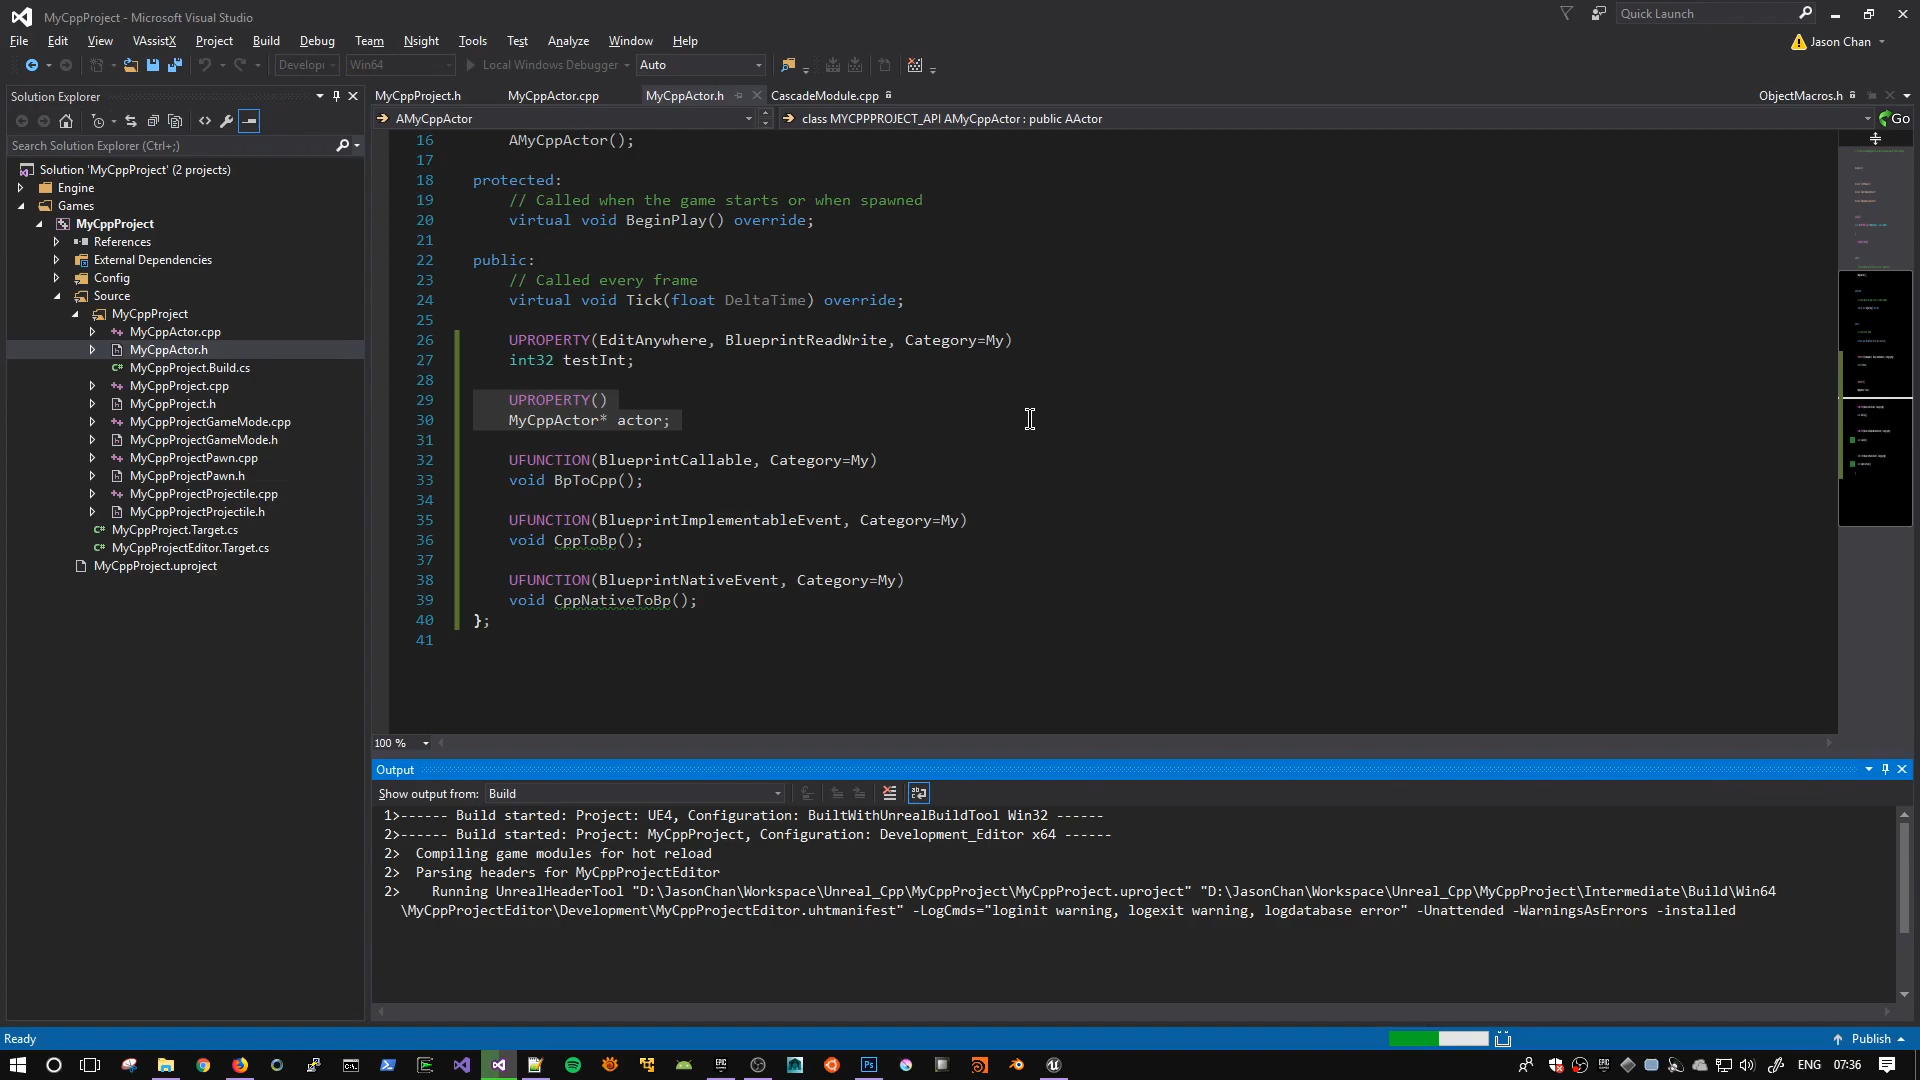 MyCppProject - Microsoft Visual Studio
Quick Launch
File Edit View VAssistX Project Build Debug Team Nsight Tools Test Analyze Window Help
Jason Chan
Develop Win64 Local Windows Debugger Auto
Solution Explorer
MyCppProject.h MyCppActor.cpp MyCppActor.h CascadeModule.cpp ObjectMacros.h
AMyCppActor class MYCPPPROJECT_API AMyCppActor : public AActor Go
Search Solution Explorer (Ctrl+;)
Solution 'MyCppProject' (2 projects)
Engine
Games
MyCppProject
References
External Dependencies
Config
Source
MyCppProject
MyCppActor.cpp
MyCppActor.h
MyCppProject.Build.cs
MyCppProject.cpp
MyCppProject.h
MyCppProjectGameMode.cpp
MyCppProjectGameMode.h
MyCppProjectPawn.cpp
MyCppProjectPawn.h
MyCppProjectProjectile.cpp
MyCppProjectProjectile.h
MyCppProject.Target.cs
MyCppProjectEditor.Target.cs
MyCppProject.uproject
16 AMyCppActor();
17
18 protected:
19 // Called when the game starts or when spawned
20 virtual void BeginPlay() override;
21
22 public:
23 // Called every frame
24 virtual void Tick(float DeltaTime) override;
25
26 UPROPERTY(EditAnywhere, BlueprintReadWrite, Category=My)
27 int32 testInt;
28
29 UPROPERTY()
30 MyCppActor* actor;
31
32 UFUNCTION(BlueprintCallable, Category=My)
33 void BpToCpp();
34
35 UFUNCTION(BlueprintImplementableEvent, Category=My)
36 void CppToBp();
37
38 UFUNCTION(BlueprintNativeEvent, Category=My)
39 void CppNativeToBp();
40 };
41
100 %
Output
Show output from: Build
1>------ Build started: Project: UE4, Configuration: BuiltWithUnrealBuildTool Win32 ------
2>------ Build started: Project: MyCppProject, Configuration: Development_Editor x64 ------
2> Compiling game modules for hot reload
2> Parsing headers for MyCppProjectEditor
2> Running UnrealHeaderTool "D:\JasonChan\Workspace\Unreal_Cpp\MyCppProject\MyCppProject.uproject" "D:\JasonChan\Workspace\Unreal_Cpp\MyCppProject\Intermediate\Build\Win64
\MyCppProjectEditor\Development\MyCppProjectEditor.uhtmanifest" -LogCmds="loginit warning, logexit warning, logdatabase error" -Unattended -WarningsAsErrors -installed
Ready
Publish
ENG 07:36